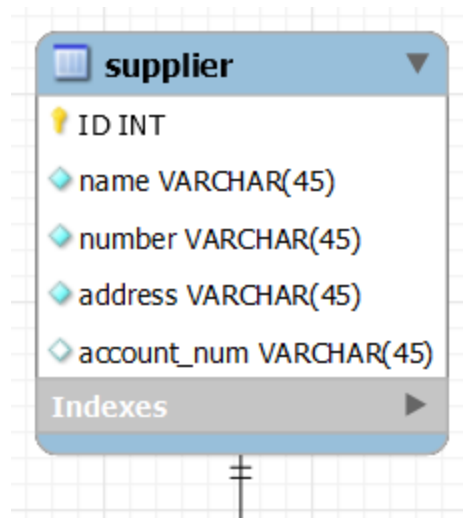 supplier
ID INT
name VARCHAR(45)
number VARCHAR(45)
address VARCHAR(45)
account_num VARCHAR(45)
Indexes